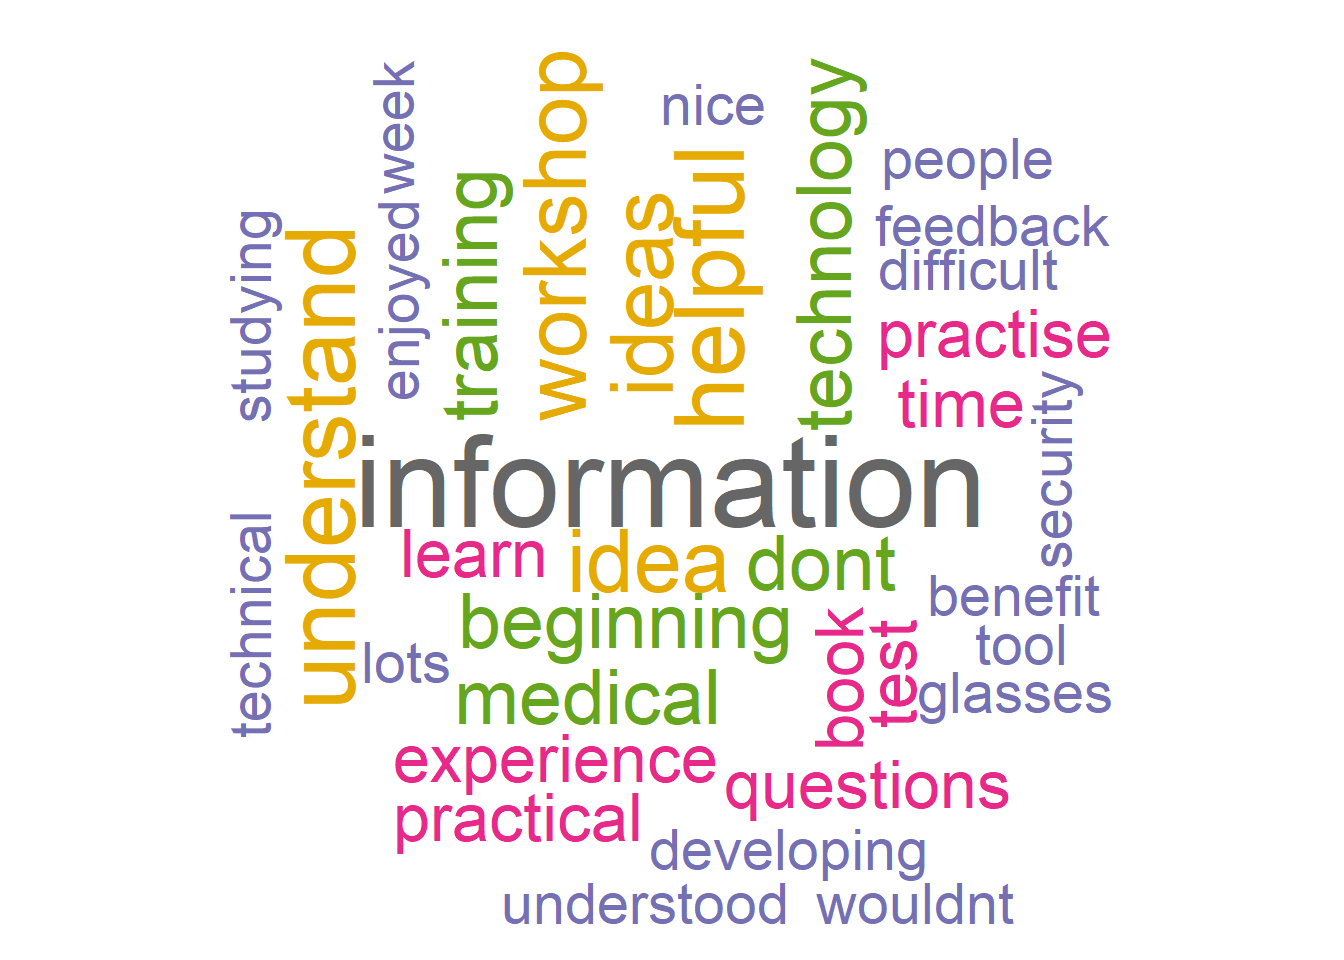 week
enjoyed
studying
understand
training
workshop
nice
ideas
helpful
technology
people
feedback
difficult
practise
time
security
information
learn
idea
dont
technical
beginning
benefit
lots
medical
book
test
tool
glasses
experience
practical
questions
developing
understood
wouldnt